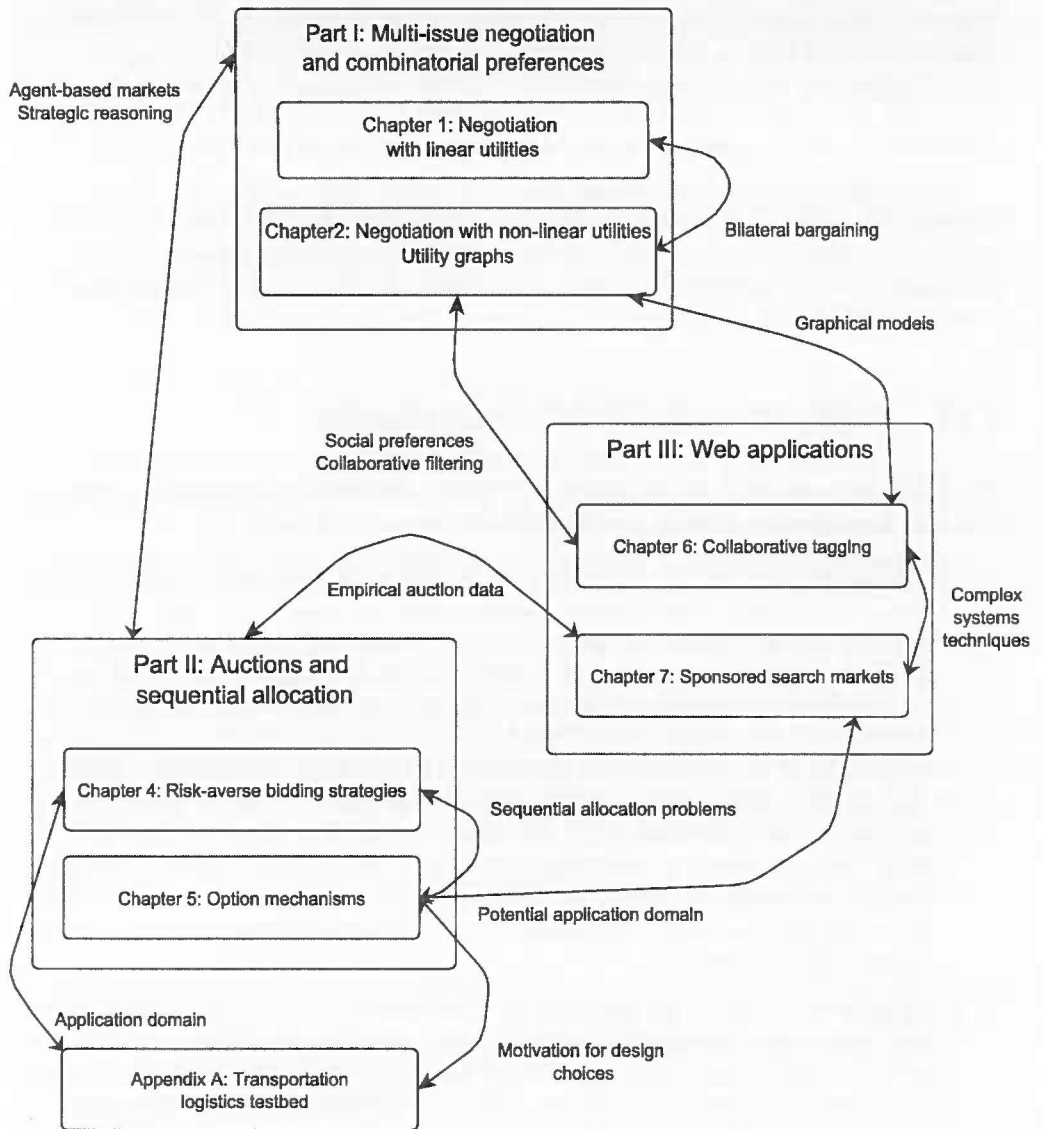 Part I: Multi-issue negotiation
and combinatorial preferences
Agent-based markets
Strategic reasoning
Chapter 1: Negotiation
with linear utilities
Chapter2: Negotiation with non-linear utilities
Utility graphs
Bilateral bargaining
Graphical models
Social preferences
Collaborative filtering
Part III: Web applications
Chapter 6: Collaborative tagging
Empirical auction data
Complex
systems
techniques
Part II: Auctions and
sequential allocation
Chapter 7: Sponsored search markets
Chapter 4: Risk-averse bidding strategies
Sequential allocation problems
Chapter 5: Option mechanisms
Potential application domain
Application domain
Motivation for design
choices
Appendix A: Transportation
logistics testbed